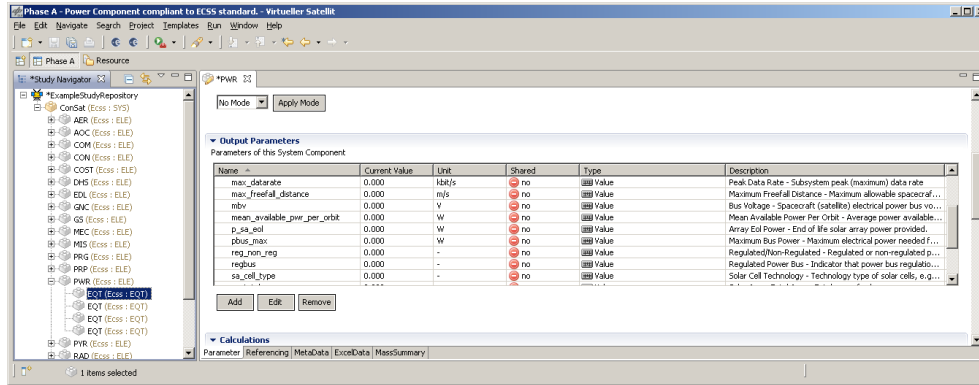 Phase A - Power Component compliant to ECSS standard. - Virtueller Satellit
File Edit Navigate Search Project Templates Run Window Help
Phase A Resource
*Study Navigator
*PWR
*ExampleStudyRepository
ConSat (Ecss : SYS)
AER (Ecss : ELE)
AOC (Ecss : ELE)
COM (Ecss : ELE)
CON (Ecss : ELE)
COST (Ecss : ELE)
DHS (Ecss : ELE)
EDL (Ecss : ELE)
GNC (Ecss : ELE)
GS (Ecss : ELE)
MEC (Ecss : ELE)
MIS (Ecss : ELE)
PRG (Ecss : ELE)
PRP (Ecss : ELE)
PWR (Ecss : ELE)
EQT (Ecss : EQT)
EQT (Ecss : EQT)
EQT (Ecss : EQT)
EQT (Ecss : EQT)
PYR (Ecss : ELE)
RAD (Ecss : ELE)
No Mode Apply Mode
Output Parameters
Parameters of this System Component
Name Current Value Unit Shared Type Description
max_datarate 0.000 kbit/s no Value Peak Data Rate - Subsystem peak (maximum) data rate
max_freefall_distance 0.000 m/s no Value Maximum Freefall Distance - Maximum allowable spacecraf...
mbv 0.000 V no Value Bus Voltage - Spacecraft (satellite) electrical power bus vo...
mean_available_pwr_per_orbit 0.000 W no Value Mean Available Power Per Orbit - Average power available...
p_sa_eol 0.000 W no Value Array Eol Power - End of life solar array power provided.
pbus_max 0.000 W no Value Maximum Bus Power - Maximum electrical power needed f...
reg_non_reg 0.000 - no Value Regulated/Non-Regulated - Regulated or non-regulated p...
regbus 0.000 - no Value Regulated Power Bus - Indicator that power bus regulatio...
sa_cell_type 0.000 - no Value Solar Cell Technology - Technology type of solar cells, e.g...
Add Edit Remove
Calculations
Parameter Referencing MetaData ExcelData MassSummary
1 items selected